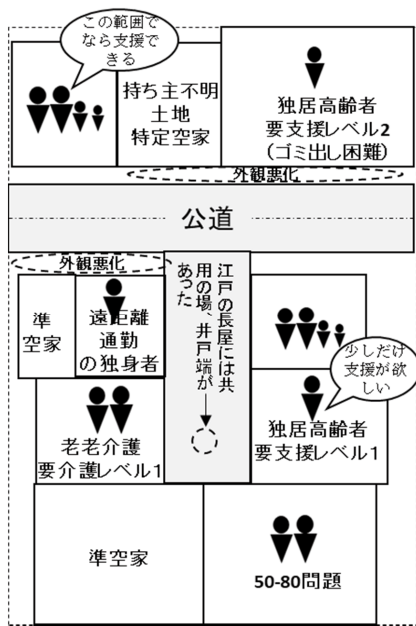 この範囲で
なら支援で
きる
持ち主不明
土地
特定空家
独居高齢者
要支援レベル2
(ゴミ出し困難)
外観悪化
公道
外観悪化
準
空家
遠距離
通勤
の独身者
江戸の長屋には共
用の場、井戸端が
あった
少しだけ
支援が欲
しい
老老介護
要介護レベル1
独居高齢者
要支援レベル1
準空家
50-80問題